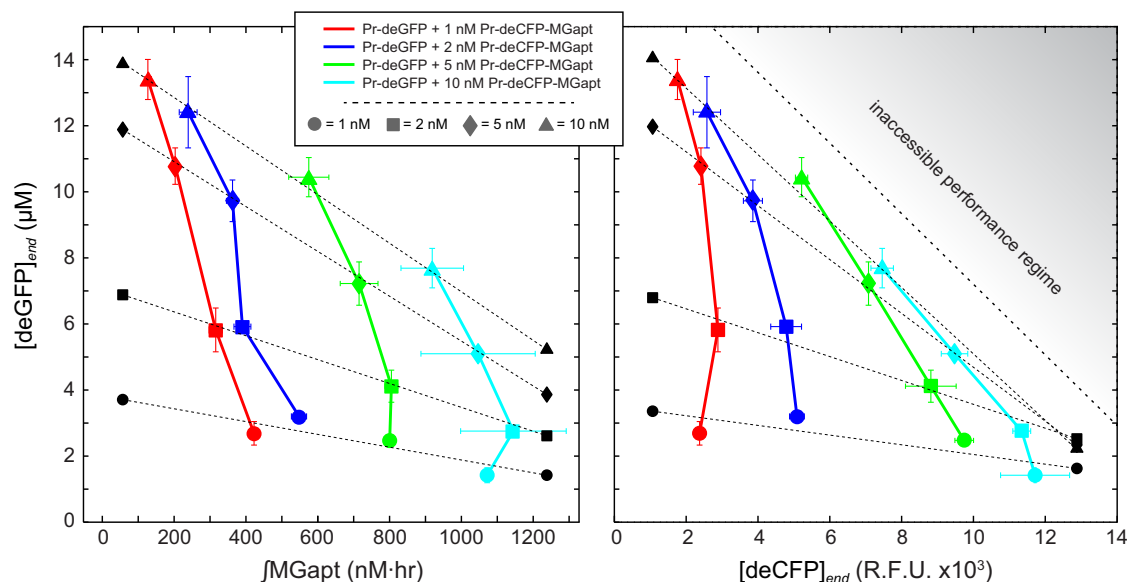 Pr-deGFP + 1 nM Pr-deCFP-MGapt
Pr-deGFP + 2 nM Pr-deCFP-MGapt
Pr-deGFP + 5 nM Pr-deCFP-MGapt
Pr-deGFP + 10 nM Pr-deCFP-MGapt
= 1 nM = 2 nM = 5 nM = 10 nM
[deGFP]end (µM)
14
12
10
8
6
4
2
0
0 200 400 600 800 1000 1200
∫MGapt (nM·hr)
inaccessible performance regime
0 2 4 6 8 10 12 14
[deCFP]end (R.F.U. x10³)